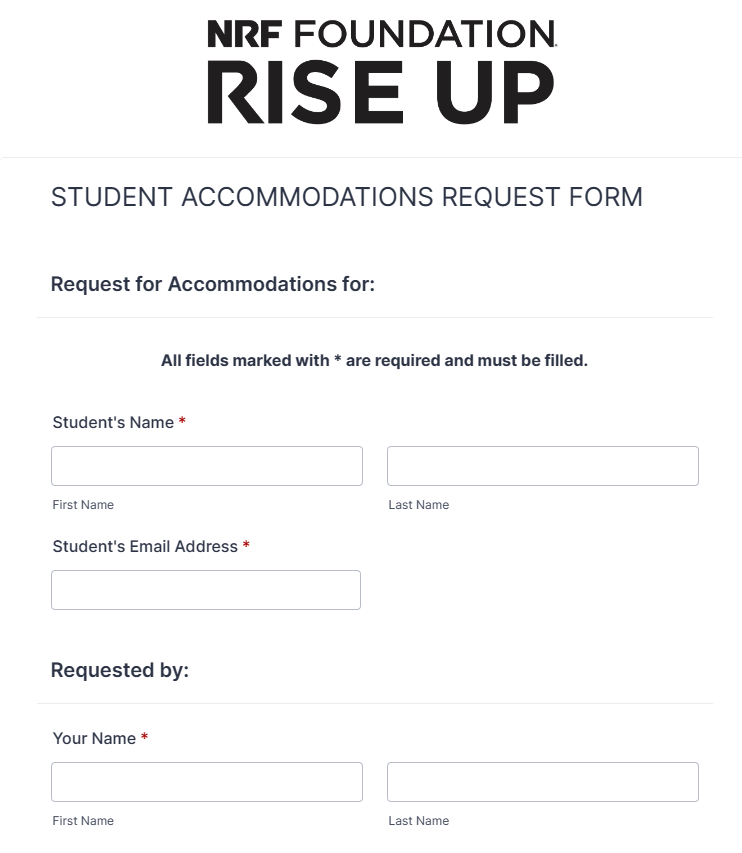 NRF FOUNDATION
RISE UP
STUDENT ACCOMMODATIONS REQUEST FORM
Request for Accommodations for:
All fields marked with * are required and must be filled.
Student's Name *
First Name Last Name
Student's Email Address *
Requested by:
Your Name *
First Name Last Name